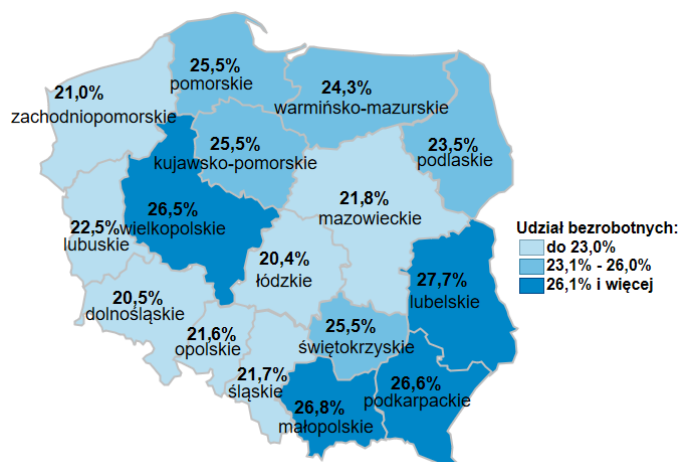 25,5%
pomorskie
24,3%
warmińsko-mazurskie
21,0%
zachodniopomorskie
25,5%
kujawsko-pomorskie
23,5%
podlaskie
21,8%
mazowieckie
26,5%
wielkopolskie
22,5%
lubuskie
20,4%
łódzkie
27,7%
lubelskie
20,5%
dolnośląskie
21,6%
opolskie
25,5%
świętokrzyskie
21,7%
śląskie
26,8%
małopolskie
26,6%
podkarpackie
Udział bezrobotnych:
do 23,0%
23,1% - 26,0%
26,1% i więcej